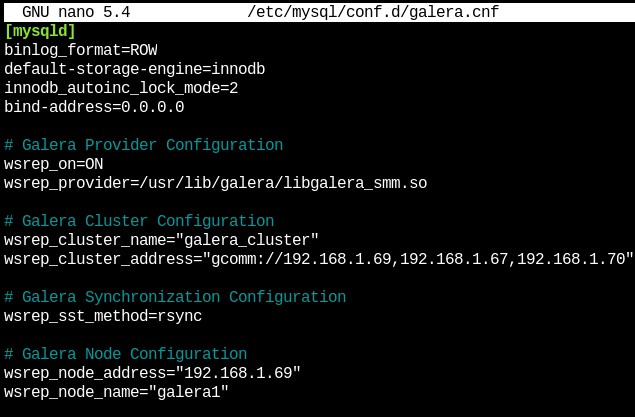 GNU nano 5.4 /etc/mysql/conf.d/galera.cnf
[mysqld]
binlog_format=ROW
default-storage-engine=innodb
innodb_autoinc_lock_mode=2
bind-address=0.0.0.0
# Galera Provider Configuration
wsrep_on=ON
wsrep_provider=/usr/lib/galera/libgalera_smm.so
# Galera Cluster Configuration
wsrep_cluster_name="galera_cluster"
wsrep_cluster_address="gcomm://192.168.1.69,192.168.1.67,192.168.1.70"
# Galera Synchronization Configuration
wsrep_sst_method=rsync
# Galera Node Configuration
wsrep_node_address="192.168.1.69"
wsrep_node_name="galera1"